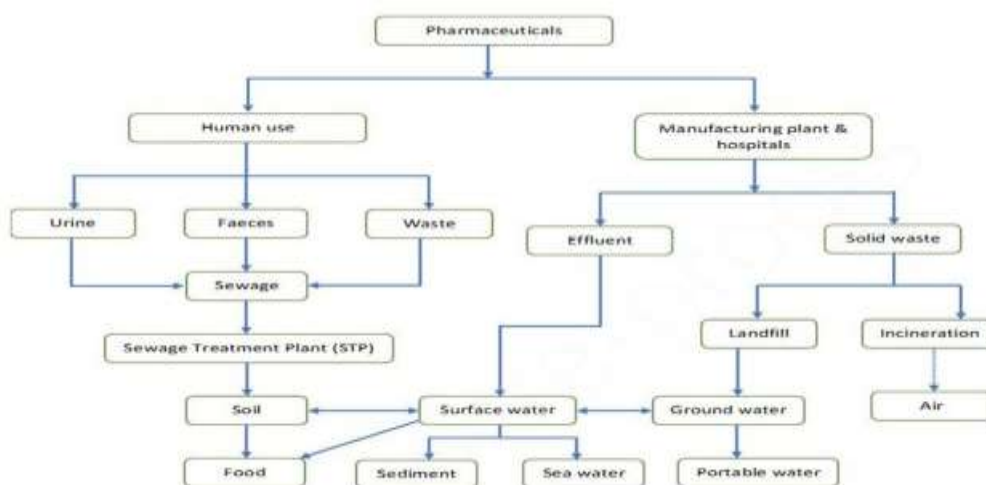 Pharmaceuticals
Human use
Manufacturing plant &
hospitals
Urine
Faeces
Waste
Effluent
Solid waste
Sewage
Landfill
Incineration
Sewage Treatment Plant (STP)
Soil
Surface water
Ground water
Air
Food
Sediment
Sea water
Portable water